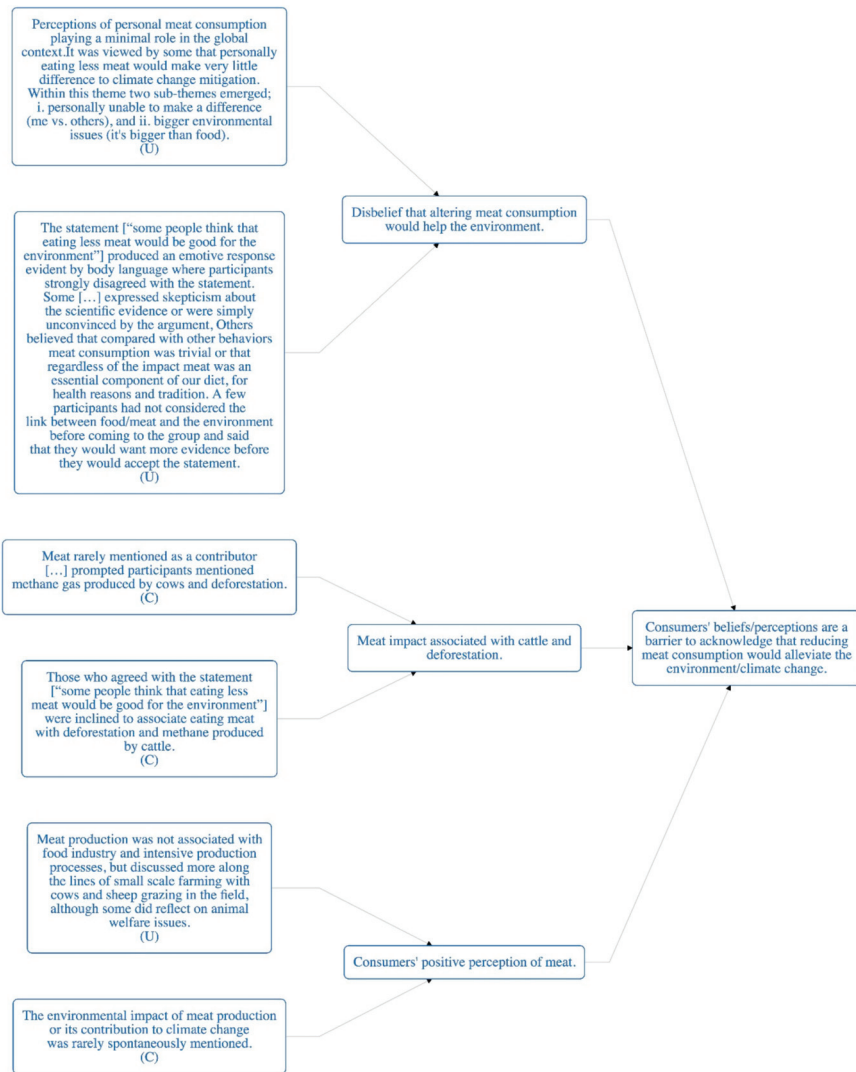 Perceptions of personal meat consumption
playing a minimal role in the global
context.It was viewed by some that personally
eating less meat would make very little
difference to climate change mitigation.
Within this theme two sub-themes emerged;
i. personally unable to make a difference
(me vs. others), and ii. bigger environmental
issues (it's bigger than food).
(U)
The statement [“some people think that
eating less meat would be good for the
environment”] produced an emotive response
evident by body language where participants
strongly disagreed with the statement.
Some […] expressed skepticism about
the scientific evidence or were simply
unconvinced by the argument, Others
believed that compared with other behaviors
meat consumption was trivial or that
regardless of the impact meat was an
essential component of our diet, for
health reasons and tradition. A few
participants had not considered the
link between food/meat and the environment
before coming to the group and said
that they would want more evidence before
they would accept the statement.
(U)
Disbelief that altering meat consumption
would help the environment.
Meat rarely mentioned as a contributor
[…] prompted participants mentioned
methane gas produced by cows and deforestation.
(C)
Those who agreed with the statement
[“some people think that eating less
meat would be good for the environment”]
were inclined to associate eating meat
with deforestation and methane produced
by cattle.
(C)
Meat impact associated with cattle and
deforestation.
Meat production was not associated with
food industry and intensive production
processes, but discussed more along
the lines of small scale farming with
cows and sheep grazing in the field,
although some did reflect on animal
welfare issues.
(U)
The environmental impact of meat production
or its contribution to climate change
was rarely spontaneously mentioned.
(C)
Consumers' positive perception of meat.
Consumers' beliefs/perceptions are a
barrier to acknowledge that reducing
meat consumption would alleviate the
environment/climate change.